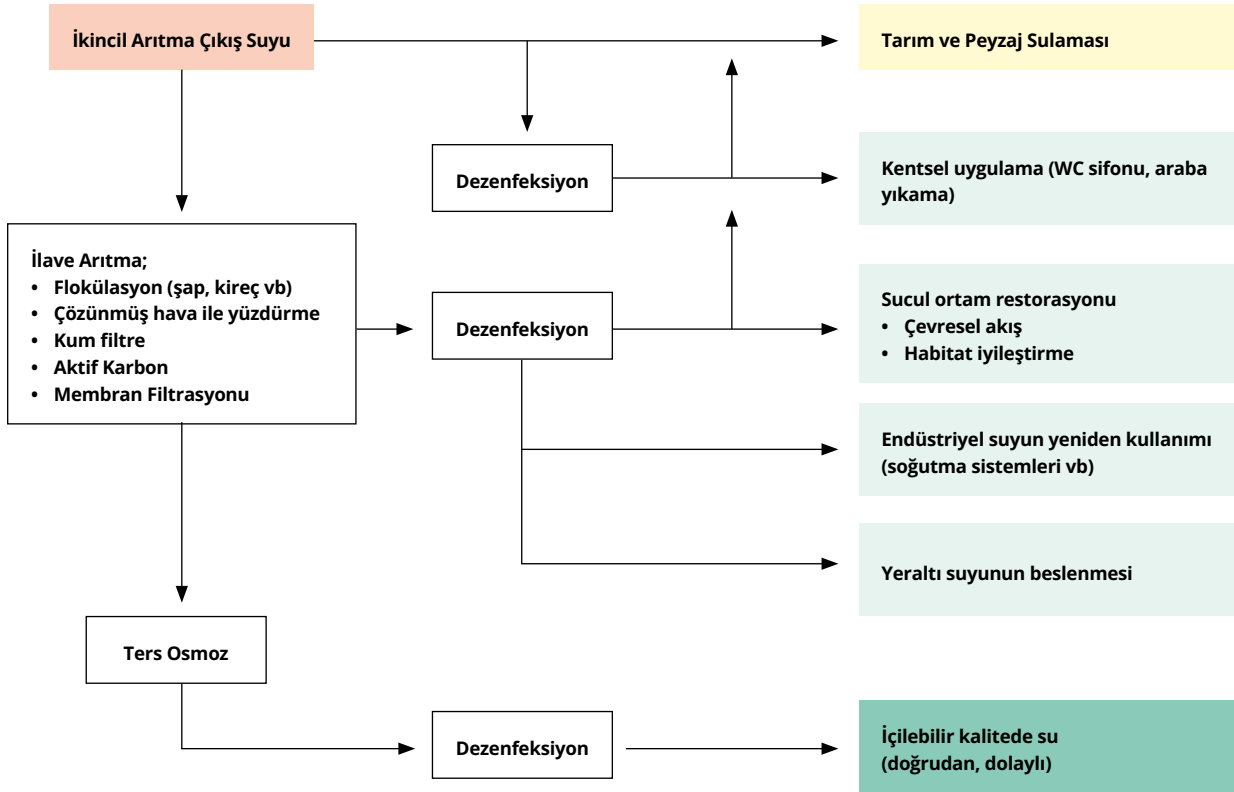 İkincil Arıtma Çıkış Suyu
Tarım ve Peyzaj Sulaması
Dezenfeksiyon
Kentsel uygulama (WC sifonu, araba
yıkama)
İlave Arıtma;
• Flokülasyon (şap, kireç vb)
• Çözünmüş hava ile yüzdürme
• Kum filtre
• Aktif Karbon
• Membran Filtrasyonu
Dezenfeksiyon
Sucul ortam restorasyonu
• Çevresel akış
• Habitat iyileştirme
Endüstriyel suyun yeniden kullanımı
(soğutma sistemleri vb)
Yeraltı suyunun beslenmesi
Ters Osmoz
Dezenfeksiyon
İçilebilir kalitede su
(doğrudan, dolaylı)